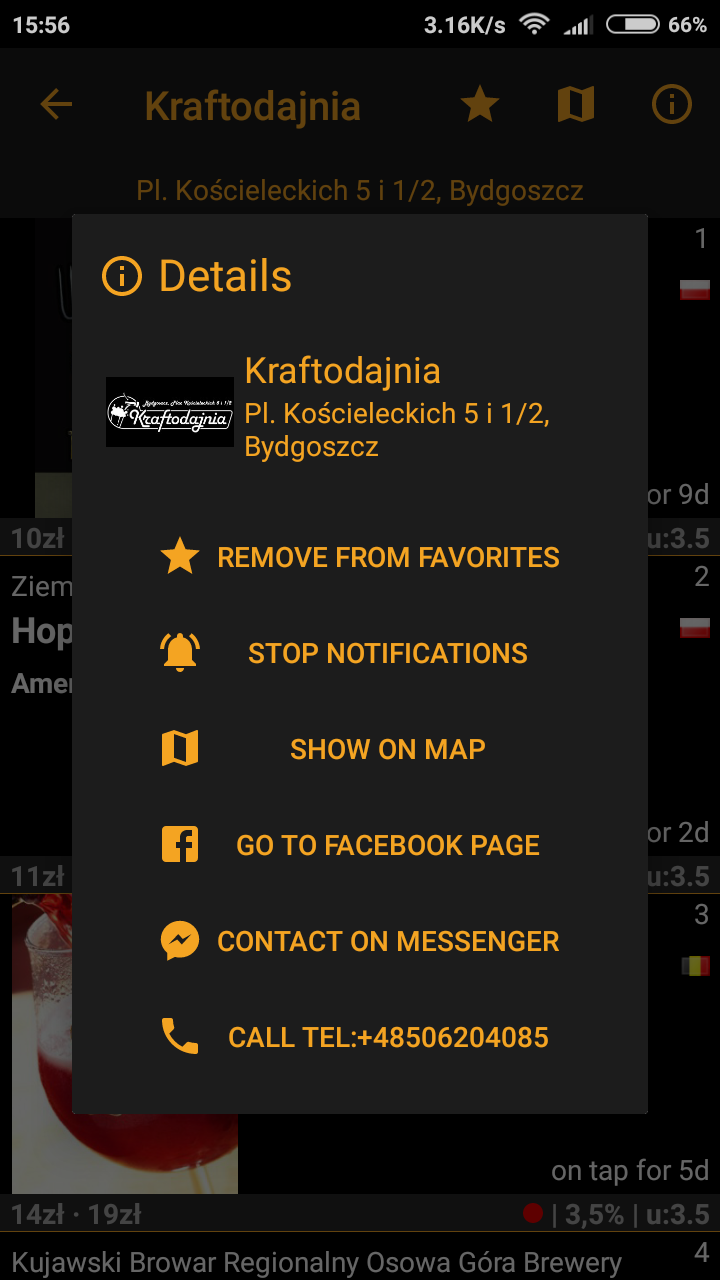 15:56
3.16K/s
66%
Kraftodajnia
Pl. Kościeleckich 5 i 1/2, Bydgoszcz
1
Details
Kraftodajnia
Pl. Kościeleckich 5 i 1/2,
Bydgoszcz
Bydgoszcz, Plac Kościeleckich 5 i 1/2
Kraftodajnia
or 9d
10zł
u:3.5
REMOVE FROM FAVORITES
2
Ziem
Hop
STOP NOTIFICATIONS
Amer
SHOW ON MAP
or 2d
GO TO FACEBOOK PAGE
11zł
u:3.5
3
CONTACT ON MESSENGER
CALL TEL:+48506204085
on tap for 5d
14zł · 19zł
| 3,5% | u:3.5
4
Kujawski Browar Regionalny Osowa Góra Brewery